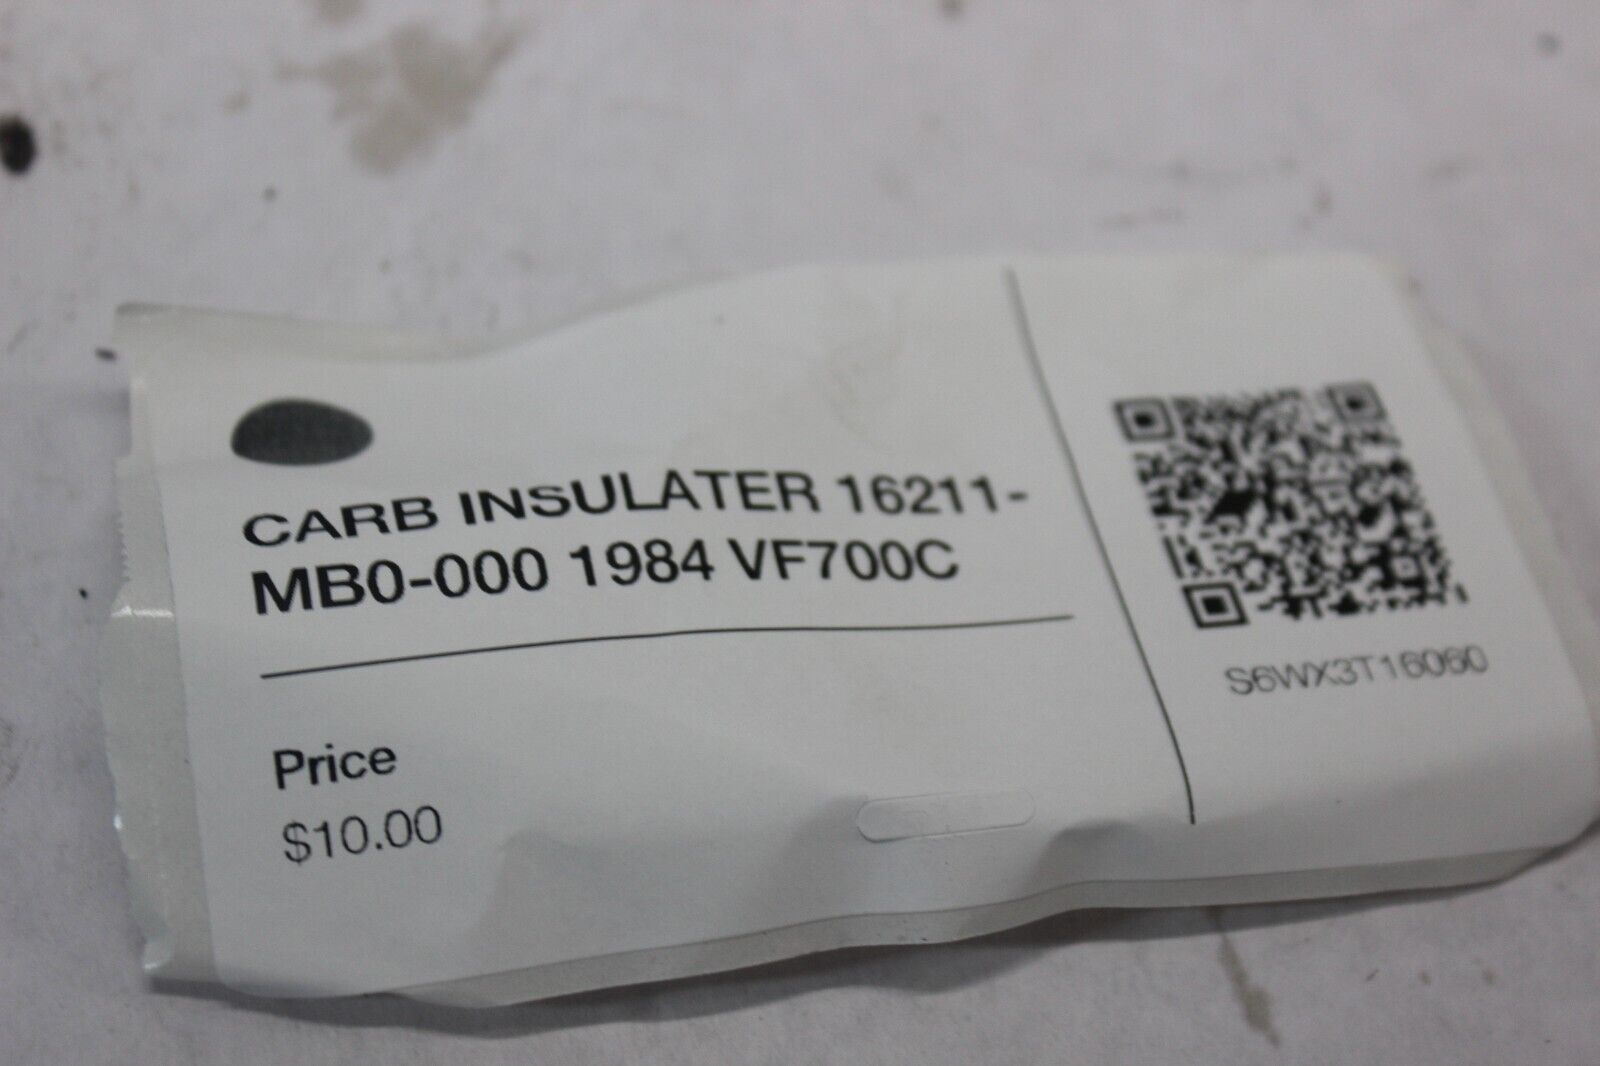 CARB INSULATER 16211-
MB0-000 1984 VF700C
Price
$10.00
S6WX3T16060